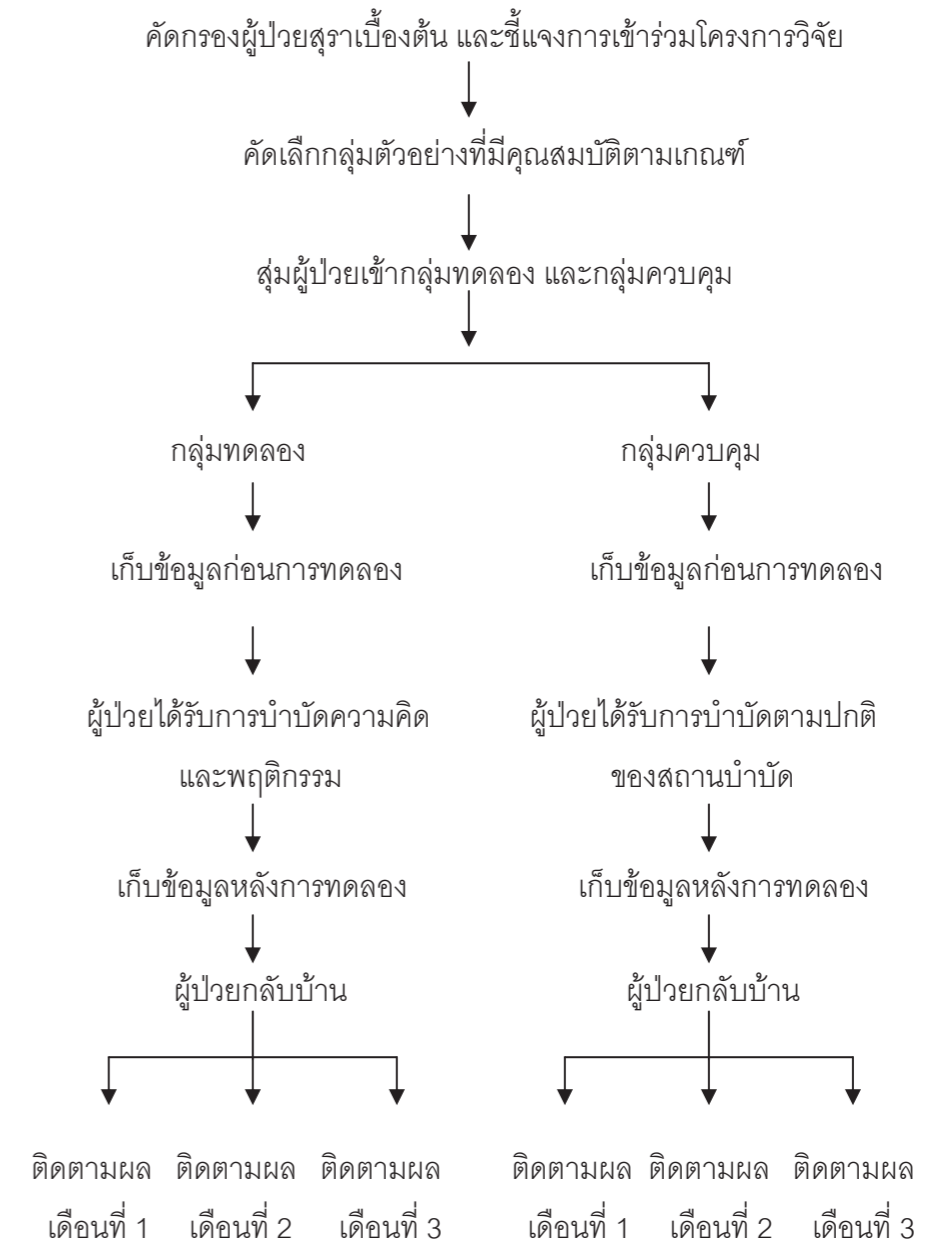 คัดกรองผู้ป่วยสุราเบื้องต้น และชี้แจงการเข้าร่วมโครงการวิจัย
คัดเลืกกลุ่มตัวอย่างที่มีคุณสมบัติตามเกณฑ์
สุ่มผู้ป่วยเข้ากลุ่มทดลอง และกลุ่มควบคุม
กลุ่มทดลอง
กลุ่มควบคุม
เก็บข้อมูลก่อนการทดลอง
เก็บข้อมูลก่อนการทดลอง
ผู้ป่วยได้รับการบำบัดความคิด
และพฤติกรรม
ผู้ป่วยได้รับการบำบัดตามปกติ
ของสถานบำบัด
เก็บข้อมูลหลังการทดลอง
เก็บข้อมูลหลังการทดลอง
ผู้ป่วยกลับบ้าน
ผู้ป่วยกลับบ้าน
ติดตามผล
เดือนที่ 1
ติดตามผล
เดือนที่ 2
ติดตามผล
เดือนที่ 3
ติดตามผล
เดือนที่ 1
ติดตามผล
เดือนที่ 2
ติดตามผล
เดือนที่ 3